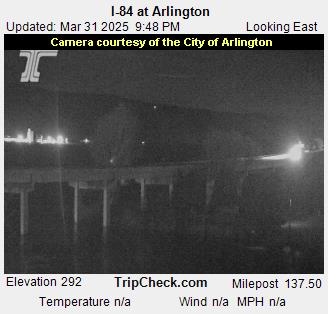 I-84 at Arlington
Updated: Mar 31 2025 9:48 PM Looking East
Camera courtesy of the City of Arlington
Elevation 292 TripCheck.com Milepost 137.50
Temperature n/a Wind n/a MPH n/a